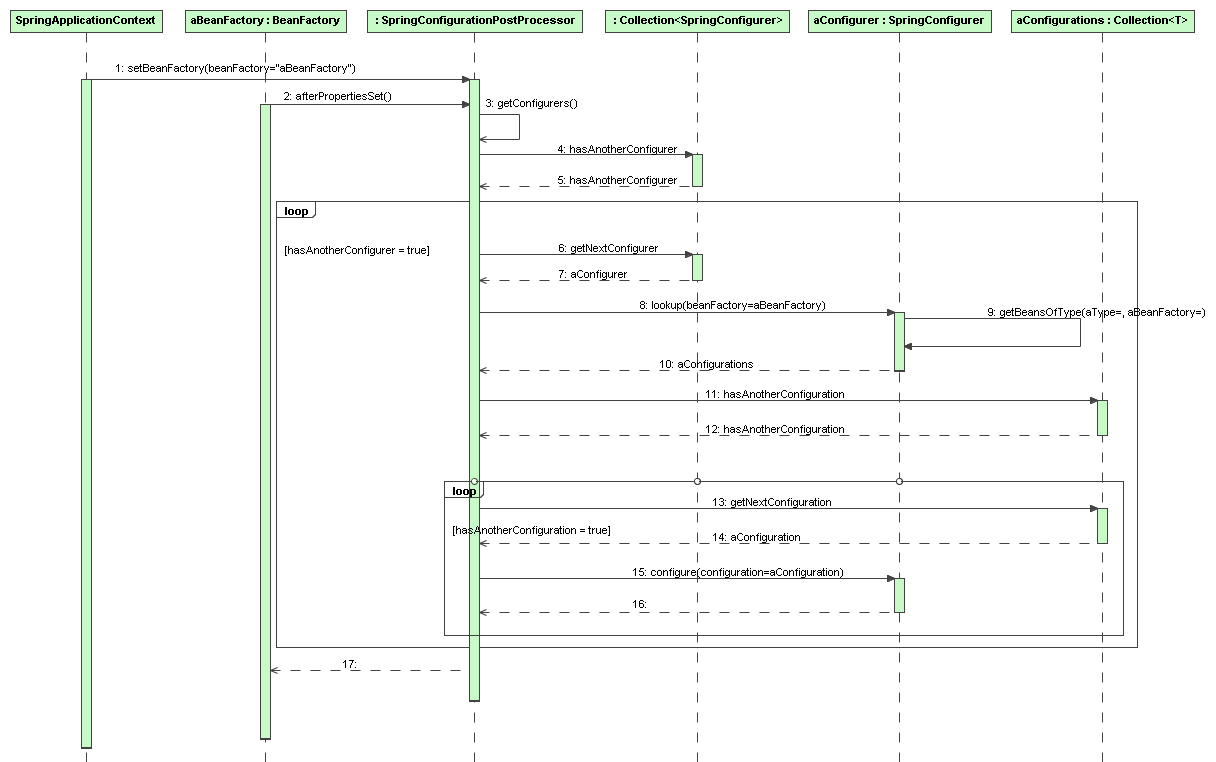 SpringApplicationContext
aBeanFactory : BeanFactory
: SpringConfigurationPostProcessor
: Collection<SpringConfigurer>
aConfigurer : SpringConfigurer
aConfigurations : Collection<T>
1: setBeanFactory(beanFactory="aBeanFactory")
2: afterPropertiesSet()
3: getConfigurers()
4: hasAnotherConfigurer
5: hasAnotherConfigurer
loop
[hasAnotherConfigurer = true]
6: getNextConfigurer
7: aConfigurer
8: lookup(beanFactory=aBeanFactory)
9: getBeansOfType(aType=, aBeanFactory=)
10: aConfigurations
11: hasAnotherConfiguration
12: hasAnotherConfiguration
loop
13: getNextConfiguration
[hasAnotherConfiguration = true]
14: aConfiguration
15: configure(configuration=aConfiguration)
16:
17: